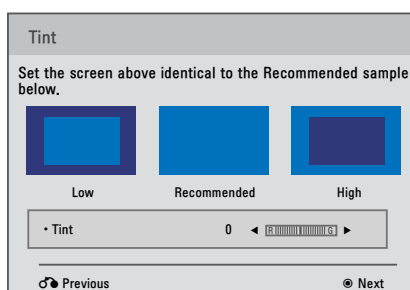 Tint
Set the screen above identical to the Recommended sample
below.
Low Recommended High
• Tint 0 ◄ R G ►
Previous ◉ Next